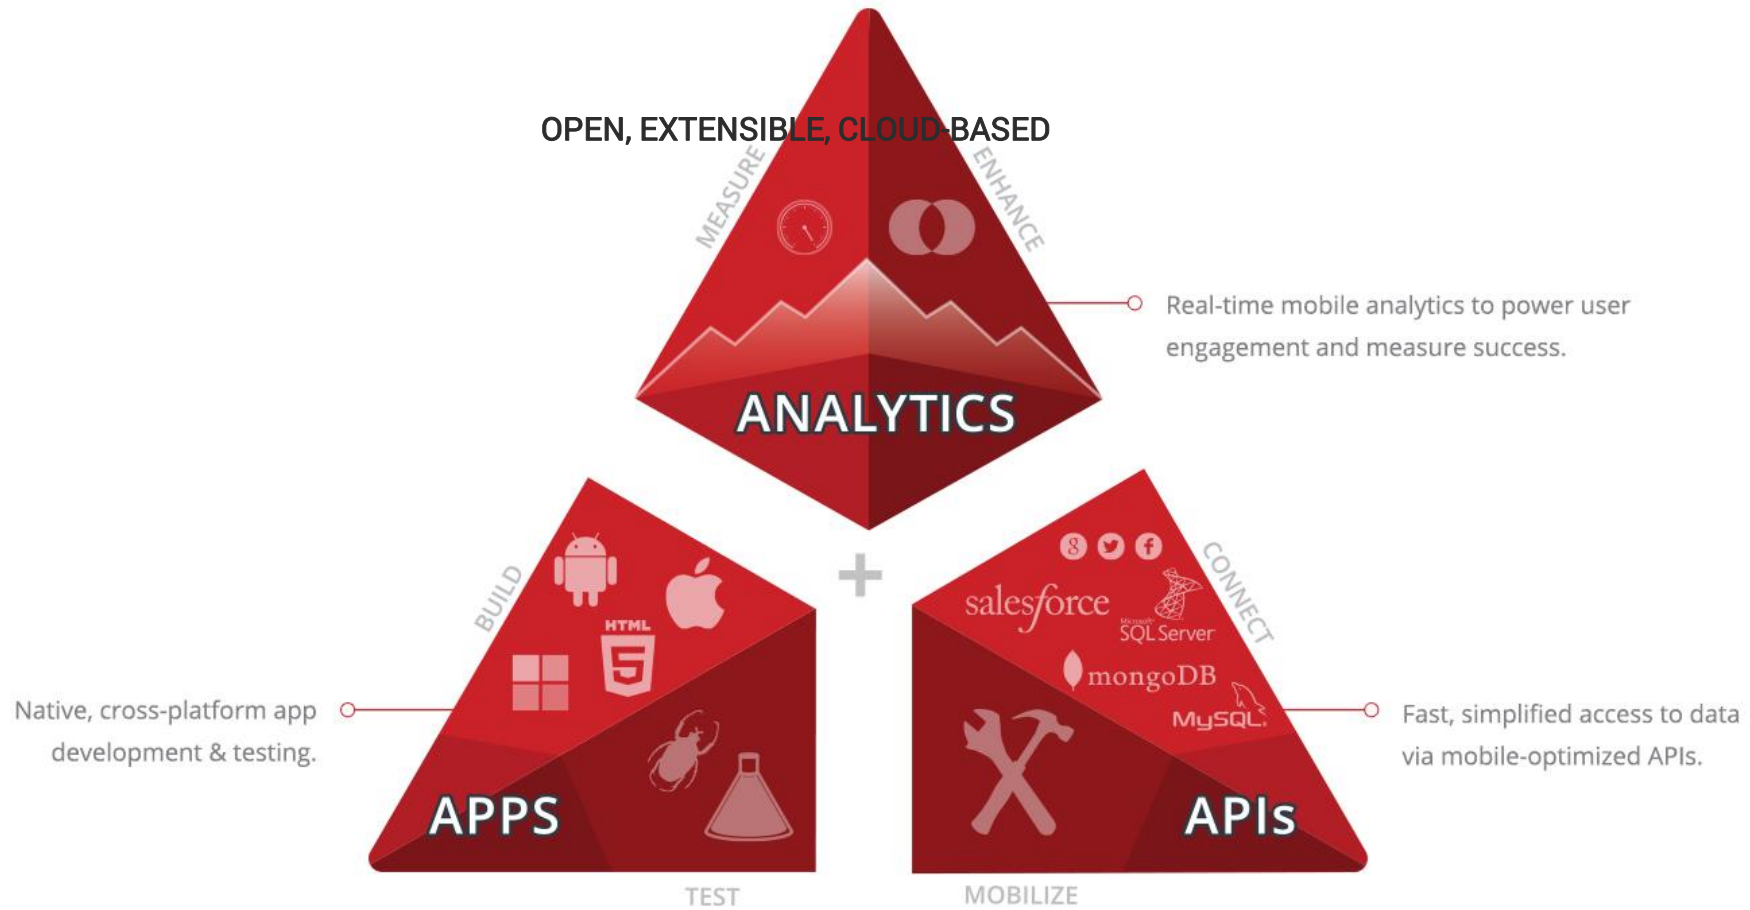 OPEN, EXTENSIBLE, CLOUD-BASED
MEASURE
ENHANCE
Real-time mobile analytics to power user
engagement and measure success.
ANALYTICS
BUILD
HTML
5
CONNECT
8
f
salesforce
Microsoft
SQL Server
mongoDB
MySQL.
Native, cross-platform app
development & testing.
Fast, simplified access to data
via mobile-optimized APIs.
APPS
APIs
TEST
MOBILIZE